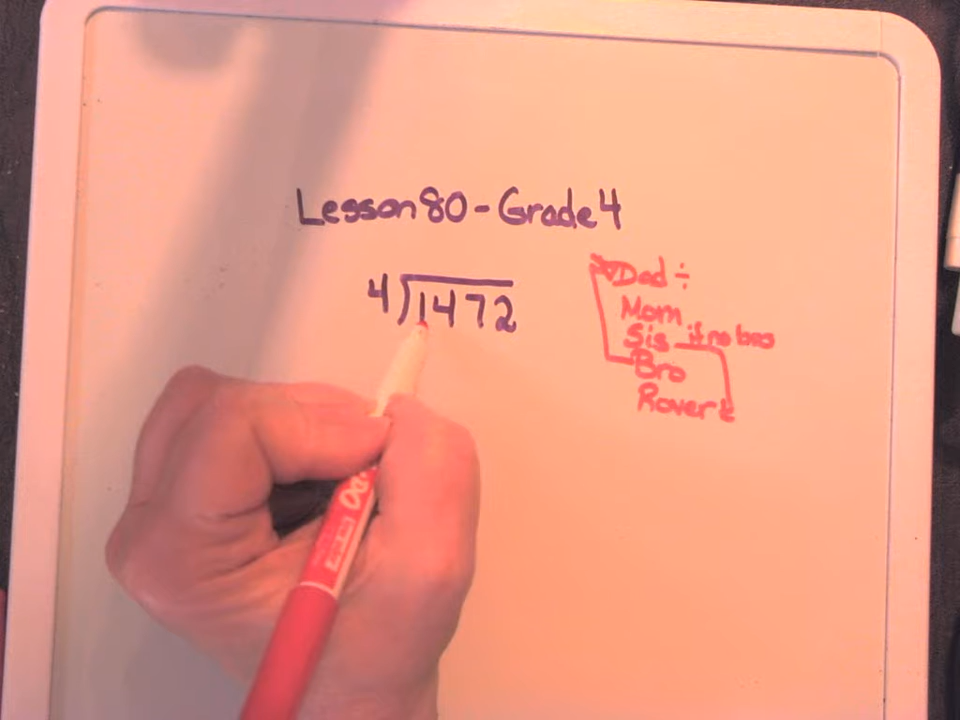 Lesson 80 - Grade 4
4)1472
Dad ÷
Mom
Sis if no bro
Bro
Rover